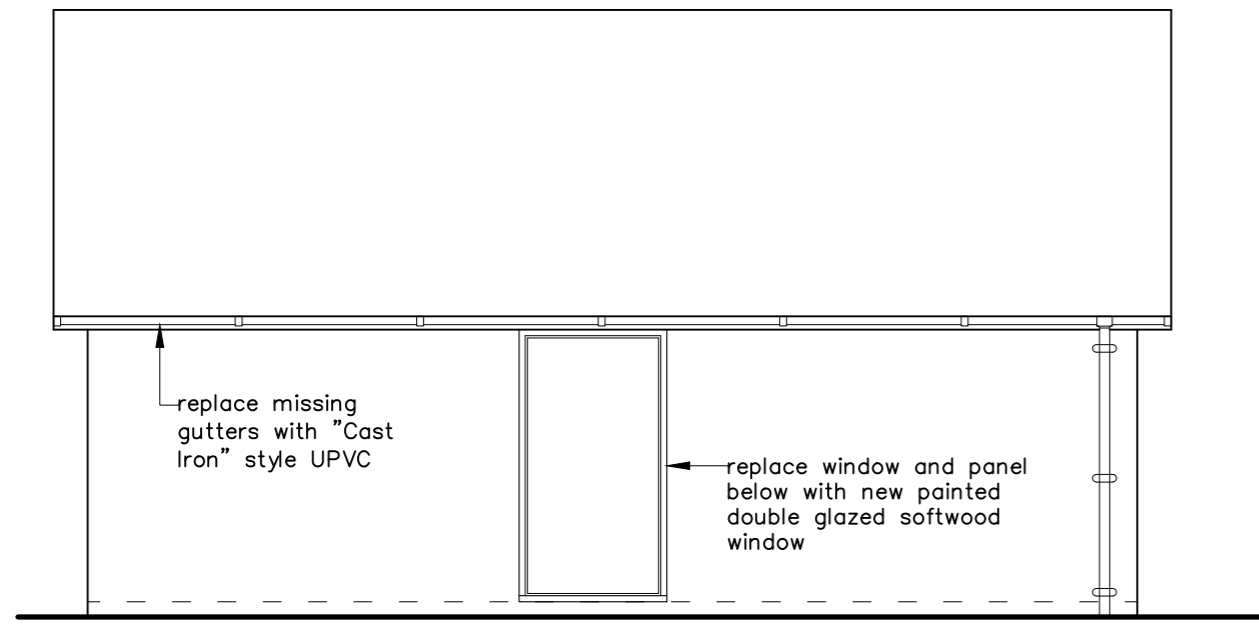 replace missing
gutters with "Cast
Iron" style UPVC
replace window and panel
below with new painted
double glazed softwood
window